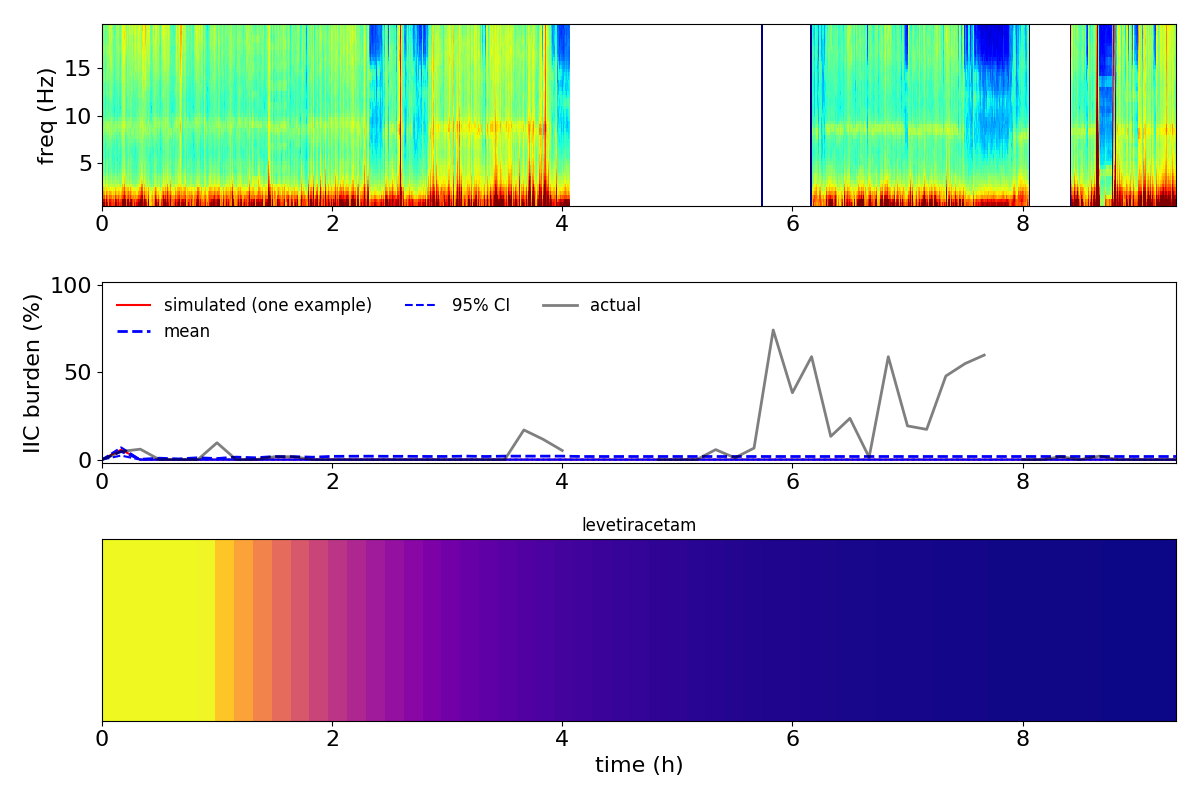 freq (Hz)
15
10
5
0 2 4 6 8
IIC burden (%)
100
50
0
simulated (one example)
mean
95% CI
actual
0 2 4 6 8
levetiracetam
0 2 4 6 8
time (h)